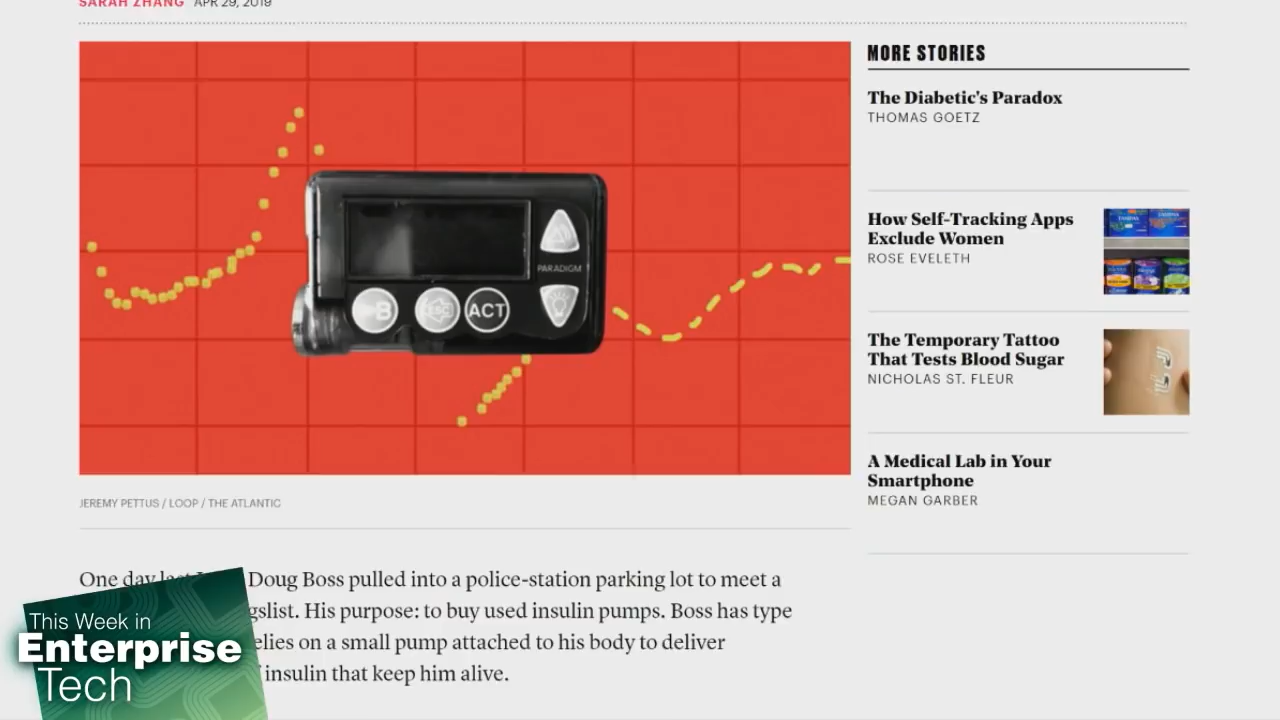 SARAH ZHANG APR 29, 2019
PARADIGM
B
ESC
ACT
JEREMY PETTUS / LOOP / THE ATLANTIC
One day last Doug Boss pulled into a police-station parking lot to meet a
gslist. His purpose: to buy used insulin pumps. Boss has type
elies on a small pump attached to his body to deliver
insulin that keep him alive.
MORE STORIES
The Diabetic's Paradox
THOMAS GOETZ
How Self-Tracking Apps
Exclude Women
ROSE EVELETH
The Temporary Tattoo
That Tests Blood Sugar
NICHOLAS ST. FLEUR
A Medical Lab in Your
Smartphone
MEGAN GARBER
This Week in
Enterprise
Tech